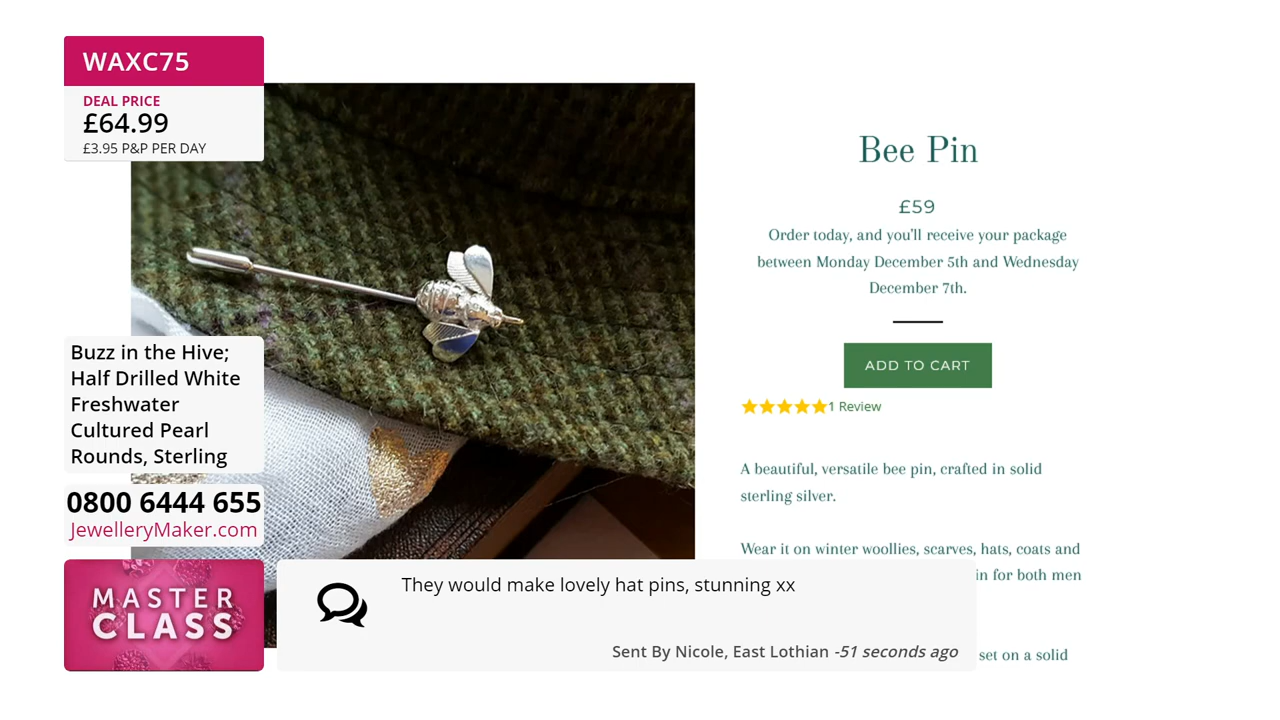 WAXC75
DEAL PRICE
£64.99
£3.95 P&P PER DAY
Bee Pin
£59
Order today, and you'll receive your package
between Monday December 5th and Wednesday
December 7th.
ADD TO CART
1 Review
A beautiful, versatile bee pin, crafted in solid
sterling silver.
Wear it on winter woollies, scarves, hats, coats and
in for both men
set on a solid
Buzz in the Hive;
Half Drilled White
Freshwater
Cultured Pearl
Rounds, Sterling
0800 6444 655
JewelleryMaker.com
MASTER
CLASS
They would make lovely hat pins, stunning xx
Sent By Nicole, East Lothian -51 seconds ago